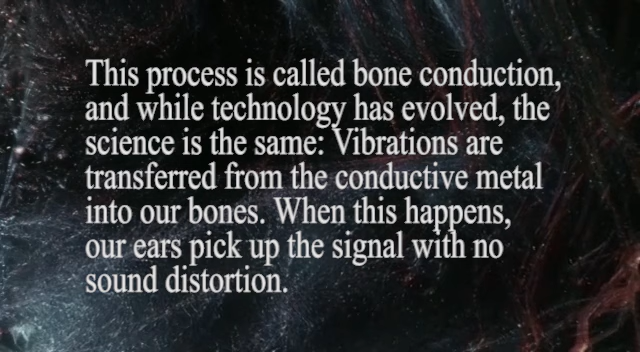 This process is called bone conduction,
and while technology has evolved, the
science is the same: Vibrations are
transferred from the conductive metal
into our bones. When this happens,
our ears pick up the signal with no
sound distortion.